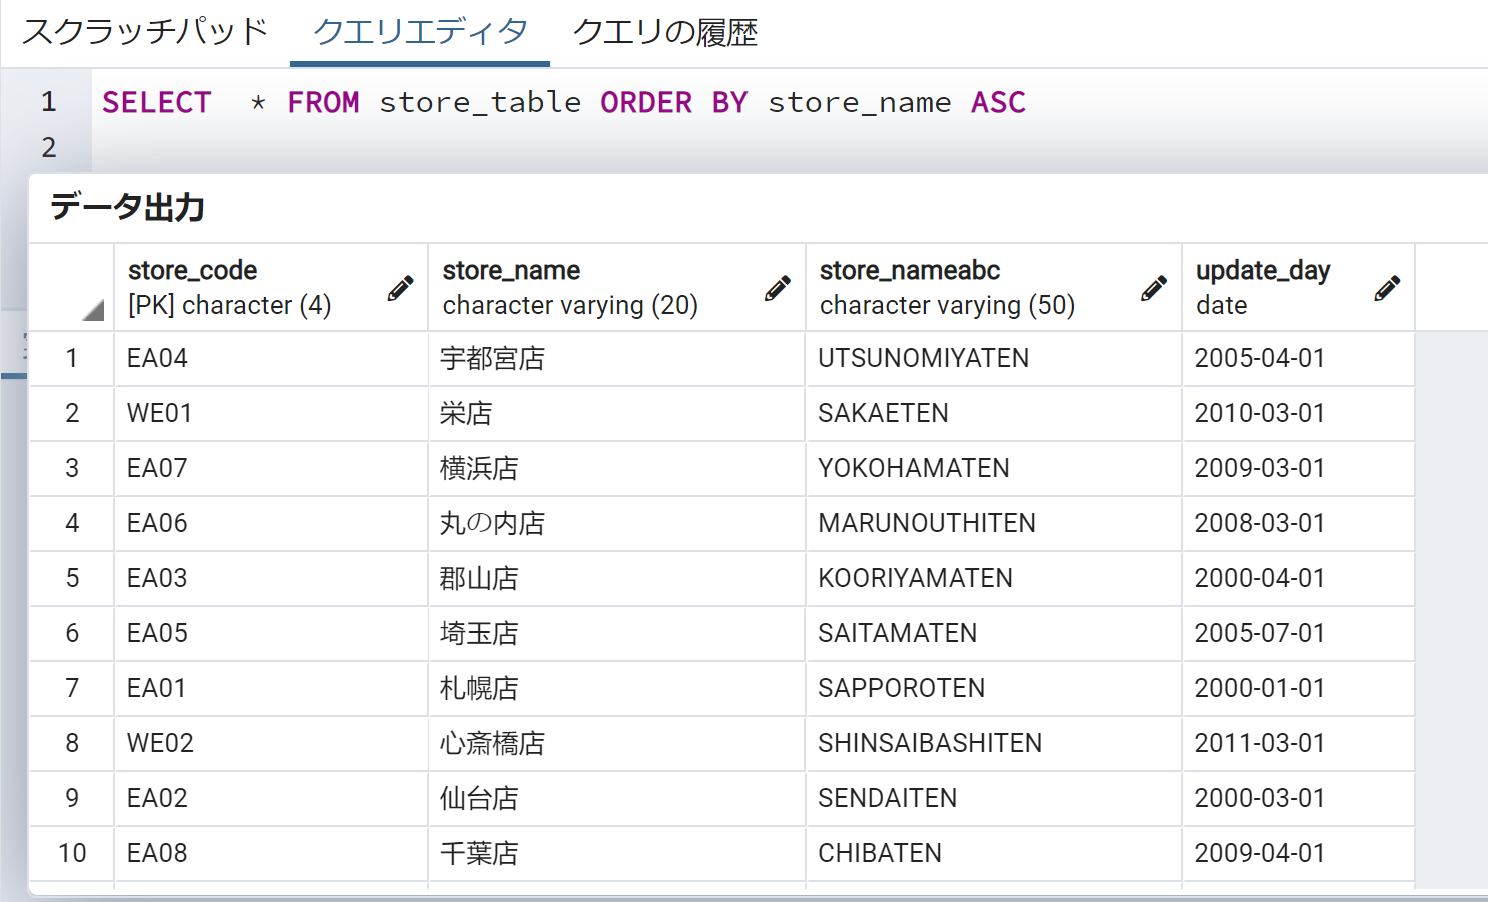 スクラッチパッド クエリエディタ クエリの履歴
1 SELECT * FROM store_table ORDER BY store_name ASC
2
データ出力
store_code store_name store_nameabc update_day
[PK] character (4) character varying (20) character varying (50) date
1 EA04 宇都宮店 UTSUNOMIYATEN 2005-04-01
2 WE01 栄店 SAKAETEN 2010-03-01
3 EA07 横浜店 YOKOHAMATEN 2009-03-01
4 EA06 丸の内店 MARUNOUTHITEN 2008-03-01
5 EA03 郡山店 KOORIYAMATEN 2000-04-01
6 EA05 埼玉店 SAITAMATEN 2005-07-01
7 EA01 札幌店 SAPPOROTEN 2000-01-01
8 WE02 心斎橋店 SHINSAIBASHITEN 2011-03-01
9 EA02 仙台店 SENDAITEN 2000-03-01
10 EA08 千葉店 CHIBATEN 2009-04-01